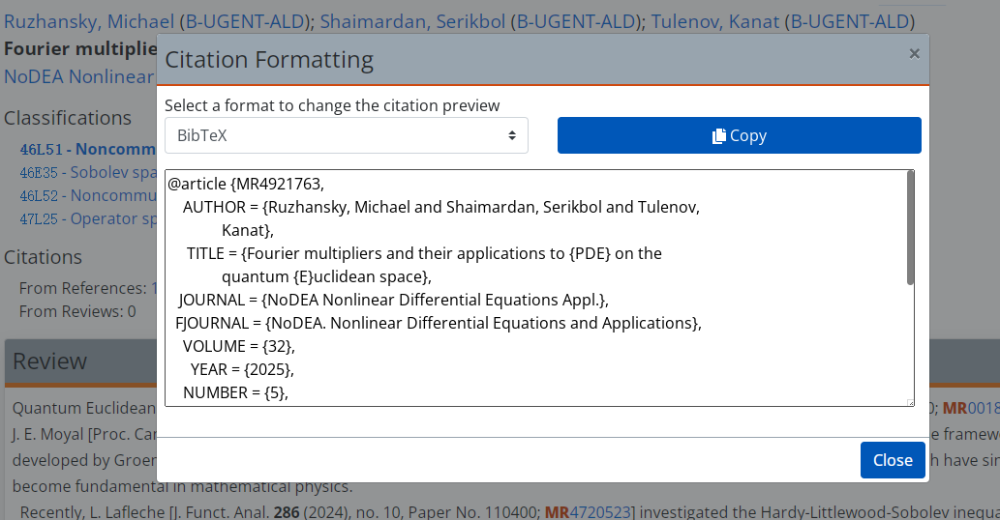 Ruzhansky, Michael (B-UGENT-ALD); Shaimardan, Serikbol (B-UGENT-ALD); Tulenov, Kanat (B-UGENT-ALD)
Fourier multiplie
NoDEA Nonlinear
Citation Formatting
×
Select a format to change the citation preview
BibTeX
Copy
Classifications
46L51 - Noncomm
46E35 - Sobolev spa
46L52 - Noncommu
47L25 - Operator sp
Citations
From References: 1
From Reviews: 0
@article {MR4921763,
AUTHOR = {Ruzhansky, Michael and Shaimardan, Serikbol and Tulenov,
Kanat},
TITLE = {Fourier multipliers and their applications to {PDE} on the
quantum {E}uclidean space},
JOURNAL = {NoDEA Nonlinear Differential Equations Appl.},
FJOURNAL = {NoDEA. Nonlinear Differential Equations and Applications},
VOLUME = {32},
YEAR = {2025},
NUMBER = {5},
Close
Review
Quantum Euclidean 0; MR0018
J. E. Moyal [Proc. Car e framew
developed by Groer h have sin
become fundamental in mathematical physics.
Recently, L. Lafleche [J. Funct. Anal. 286 (2024), no. 10, Paper No. 110400; MR4720523] investigated the Hardy-Littlewood-Sobolev inequa